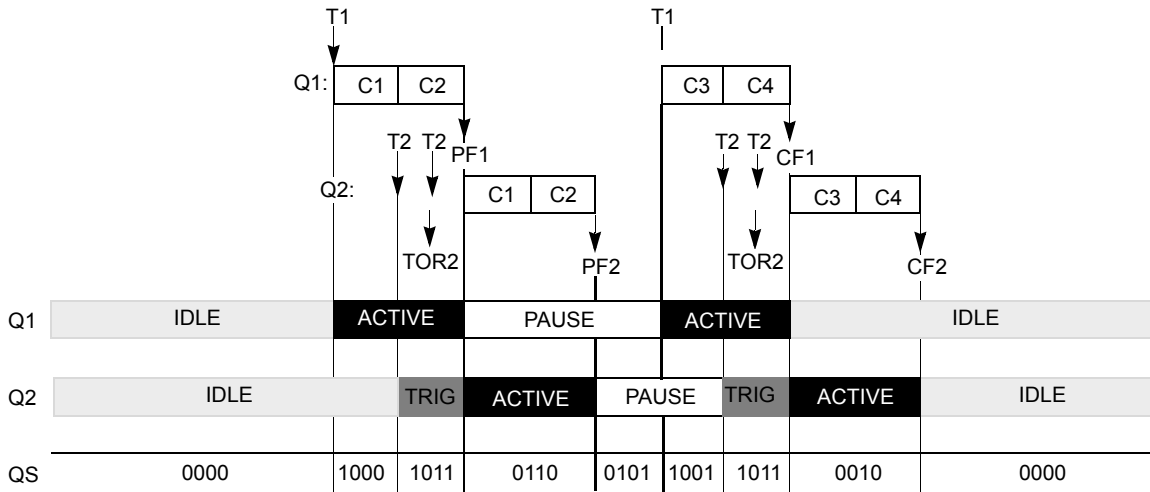 T1 T1
Q1: C1 C2 C3 C4
T2 T2 PF1 T2 T2 CF1
Q2: C1 C2 C3 C4
TOR2 PF2 TOR2 CF2
Q1 IDLE ACTIVE PAUSE ACTIVE IDLE
Q2 IDLE TRIG ACTIVE PAUSE TRIG ACTIVE IDLE
QS 0000 1000 1011 0110 0101 1001 1011 0010 0000